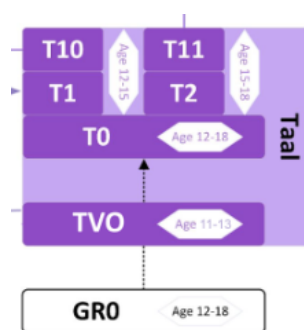 T10
Age 12-15
T11
Age 15-18
T1
T2
T0
Age 12-18
Taal
TVO
Age 11-13
GR0
Age 12-18